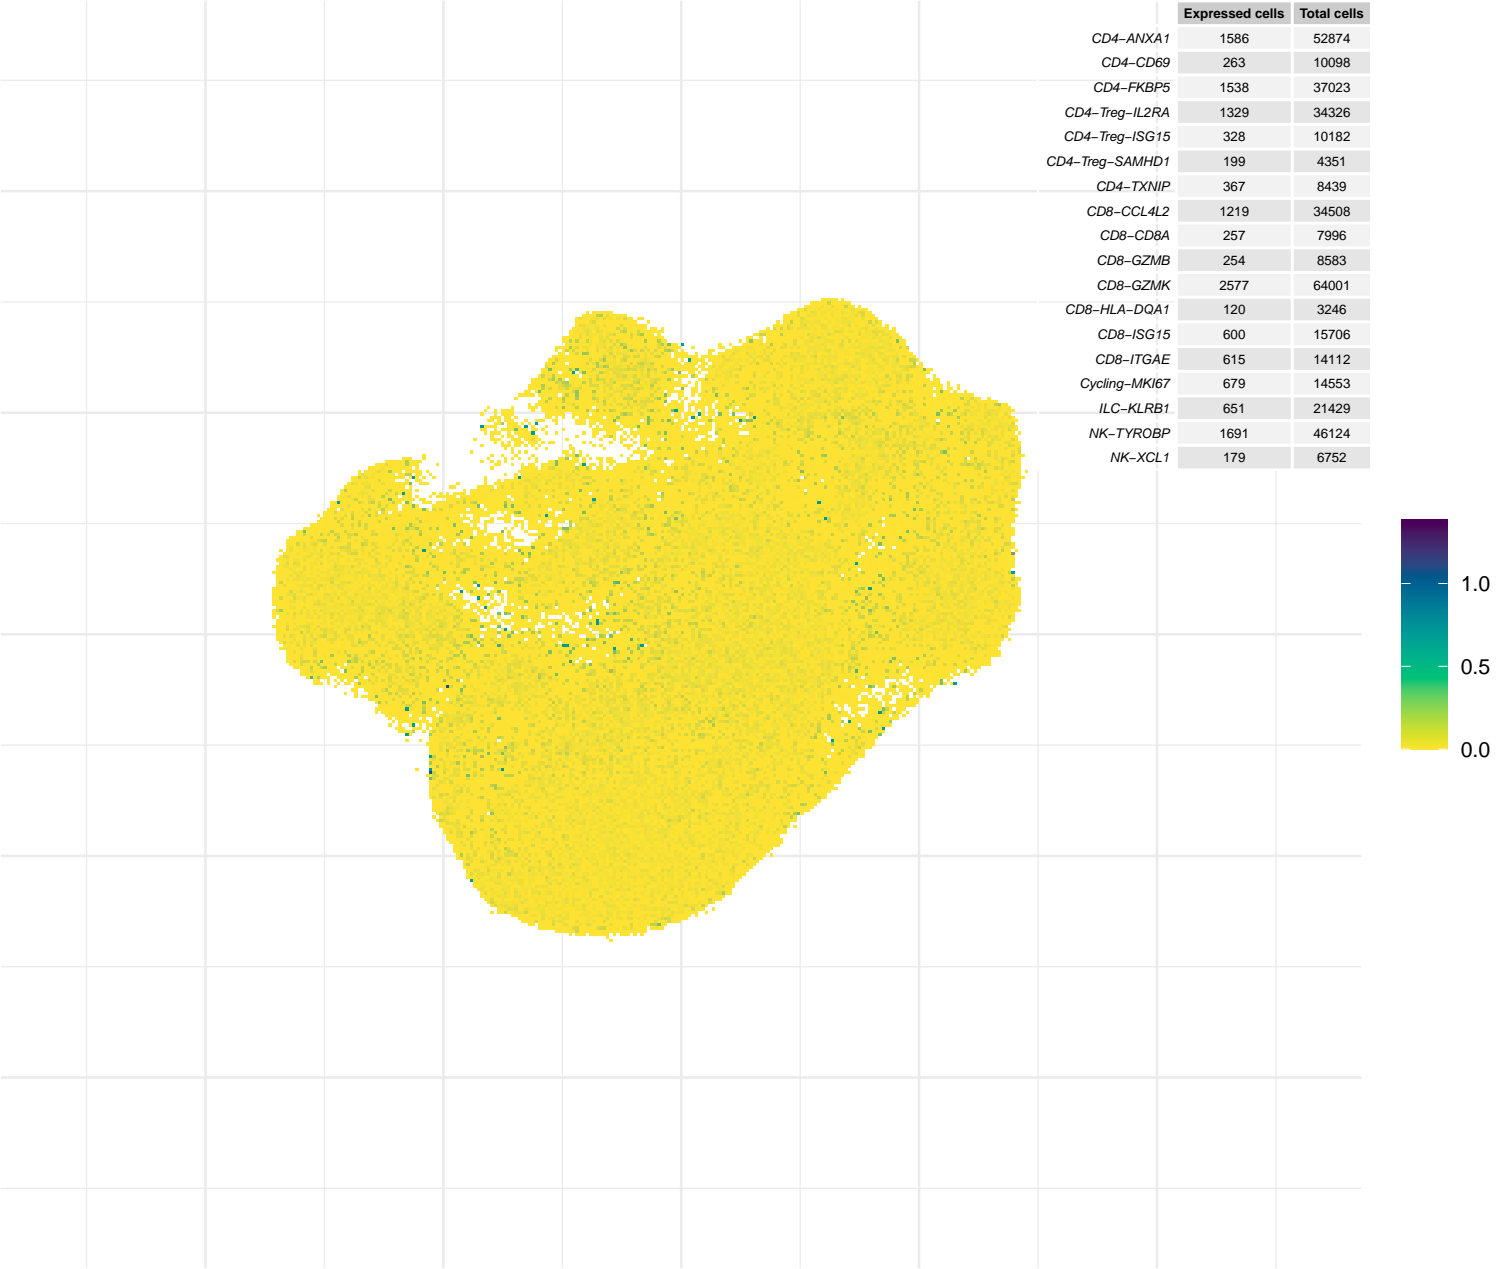 Expressed cells Total cells
CD4−ANXA1 1586 52874
CD4−CD69 263 10098
CD4−FKBP5 1538 37023
CD4−Treg−IL2RA 1329 34326
CD4−Treg−ISG15 328 10182
CD4−Treg−SAMHD1 199 4351
CD4−TXNIP 367 8439
CD8−CCL4L2 1219 34508
CD8−CD8A 257 7996
CD8−GZMB 254 8583
CD8−GZMK 2577 64001
CD8−HLA−DQA1 120 3246
CD8−ISG15 600 15706
CD8−ITGAE 615 14112
Cycling−MKI67 679 14553
ILC−KLRB1 651 21429
NK−TYROBP 1691 46124
NK−XCL1 179 6752
1.0
0.5
0.0